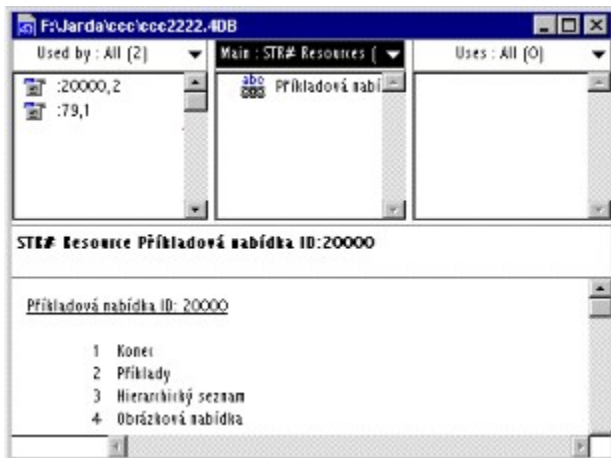 F:\Jarda\ccc\ccc2222.4DB
Used by : All (2)
Main : STR# Resources (
Uses : All (0)
:20000,2
:79,1
abc
Příkladová nabí
STR# Resource Příkladová nabídka ID:20000
Příkladová nabídka ID: 20000
1 Konec
2 Příklady
3 Hierarchický seznam
4 Obrázková nabídka